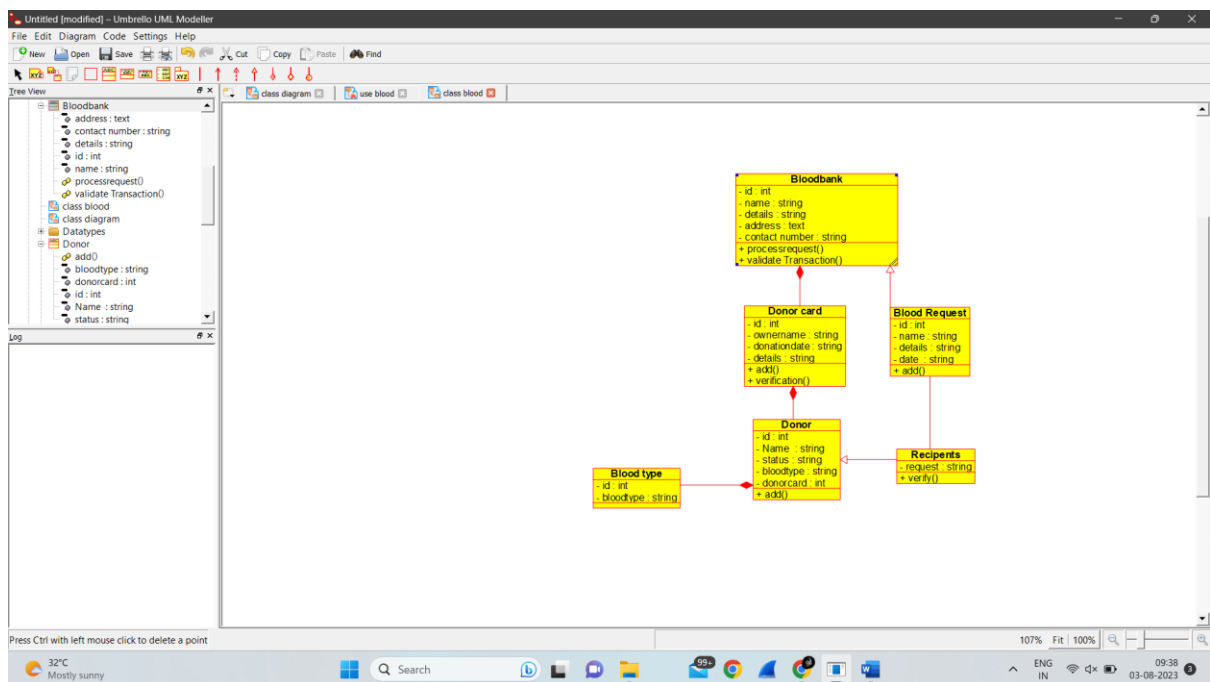 Untitled [modified] – Umbrello UML Modeller
File Edit Diagram Code Settings Help
New Open Save Cut Copy Paste Find
Tree View
class diagram use blood class blood
Bloodbank
address : text
contact number : string
details : string
id : int
name : string
processrequest()
validate Transaction()
class blood
class diagram
Datatypes
Donor
add()
bloodtype : string
donorcard : int
id : int
Name : string
status : string
Log
Bloodbank
- id : int
- name : string
- details : string
- address : text
- contact number : string
+ processrequest()
+ validate Transaction()
Donor card
- id : int
- ownername : string
- donationdate : string
- details : string
+ add()
+ verification()
Blood Request
- id : int
- name : string
- details : string
- date : string
+ add()
Donor
- id : int
- Name : string
- status : string
- bloodtype : string
- donorcard : int
+ add()
Recipents
- request : string
+ verify()
Blood type
- id : int
- bloodtype : string
Press Ctrl with left mouse click to delete a point
107% Fit 100%
32°C
Mostly sunny
Search
99+
ENG
IN
09:38
03-08-2023
3